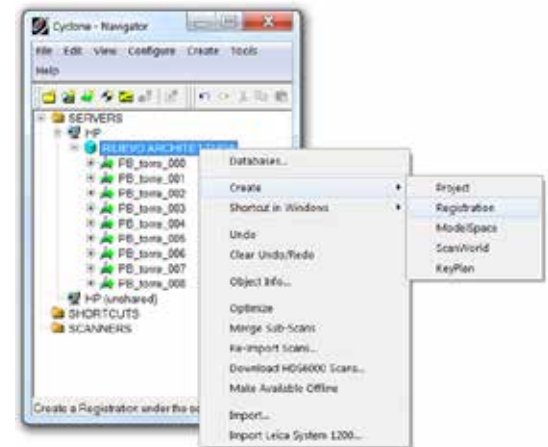 Cyclone - Navigator
File Edit View Configure Create Tools
Help
SERVERS
HP
RILIEVO ARCHITETTURA
PB_torre_000
PB_torre_001
PB_torre_002
PB_torre_003
PB_torre_004
PB_torre_005
PB_torre_006
PB_torre_007
PB_torre_008
HP (unshared)
SHORTCUTS
SCANNERS
Create a Registration under the
Databases...
Create
Shortcut in Windows
Undo
Clear Undo/Redo
Object Info...
Optimize
Merge Sub-Scans
Re-Import Scans...
Download HDS6000 Scans...
Make Available Offline
Import...
Import Leica System 1200...
Project
Registration
ModelSpace
ScanWorld
KeyPlan